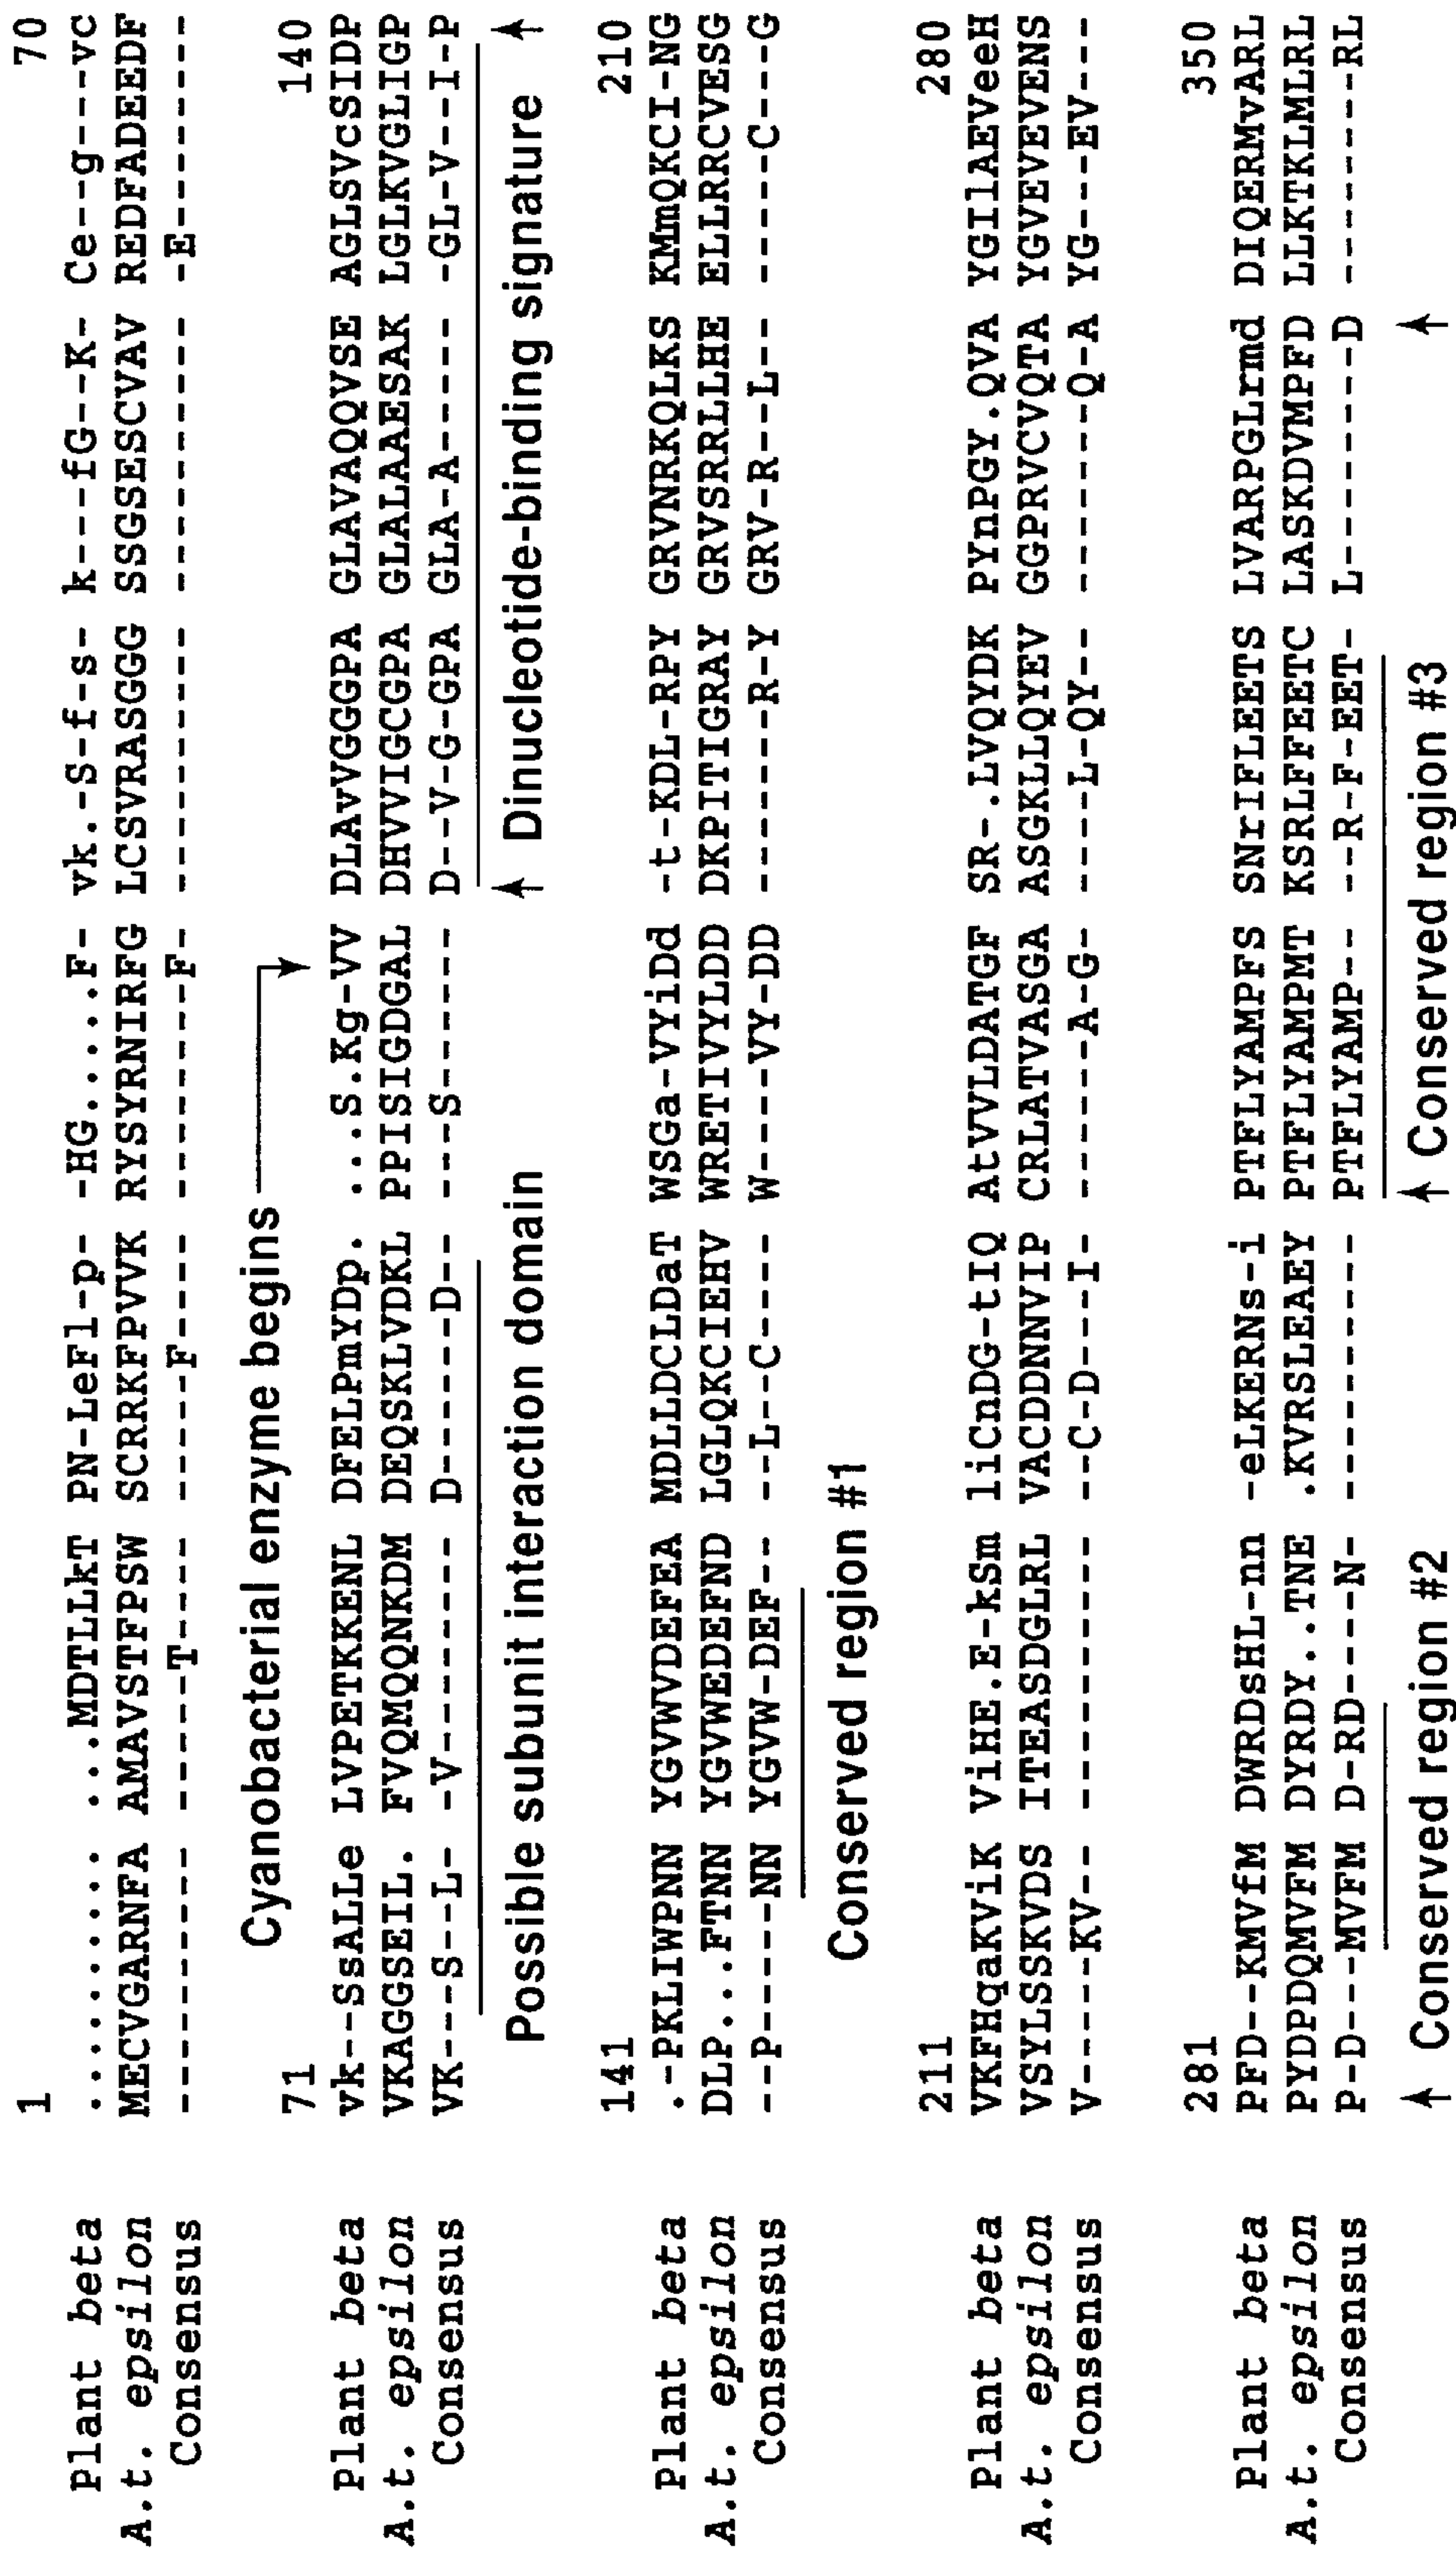 1 70
Plant beta .......... ...MDTLLkT PN-LeFl-p- -HG.....F- vk.-S-f-s- k---fG--K- Ce--g---vc
A.t. epsilon MECVGARNFA AMAVSTFPSW SCRRKFPVVK RYSYRNIRFG LCSVRASGGG SSGSESCVAV REDFADEEDF
Consensus ---------- -----T---- -----F---- --------F- ---------- ---------- -E--------
Cyanobacterial enzyme begins
71 140
Plant beta vk--SsALLe LVPETKKENL DFELPmYDp. ...S.Kg-VV DLAvVGGGPA GLAVAQQVSE AGLSVcSIDP
A.t. epsilon VKAGGSEIL. FVQMQQNKDM DEQSKLVDKL PPISIGDGAL DHVVIGCGPA GLALAAESAK LGLKVGLIGP
Consensus VK---S--L- -V-------- D------D-- ---S------ D--V-G-GPA GLA-A----- -GL-V--I-P
Possible subunit interaction domain ↑ Dinucleotide-binding signature ↑
141 210
Plant beta .-PKLIWPNN YGVWVDEFEA MDLLDCLDaT WSGa-VYiDd -t-KDL-RPY GRVNRKQLKS KMmQKCI-NG
A.t. epsilon DLP...FTNN YGVWEDEFND LGLQKCIEHV WRETIVYLDD DKPITIGRAY GRVSRRLLHE ELLRRCVESG
Consensus --P-----NN YGVW-DEF-- --L--C---- W----VY-DD -------R-Y GRV-R--L-- -----C---G
Conserved region #1
211 280
Plant beta VKFHqaKViK ViHE.E-kSm liCnDG-tIQ AtVVLDATGF SR-.LVQYDK PYnPGY.QVA YGIlAEVeeH
A.t. epsilon VSYLSSKVDS ITEASDGLRL VACDDNNVIP CRLATVASGA ASGKLLQYEV GGPRVCVQTA YGVEVEVENS
Consensus V-----KV-- ---------- --C-D---I- ------A-G- ----L-QY-- -------Q-A YG---EV---
281 350
Plant beta PFD--KMVfM DWRDsHL-nn -eLKERNs-i PTFLYAMPFS SNrIFLEETS LVARPGLrmd DIQERMvARL
A.t. epsilon PYDPDQMVFM DYRDY..TNE .KVRSLEAEY PTFLYAMPMT KSRLFFEETC LASKDVMPFD LLKTKLMLRL
Consensus P-D---MVFM D-RD----N- ---------- PTFLYAMP-- --R-F-EET- L--------D --------RL
↑ Conserved region #2 ↑ Conserved region #3 ↑